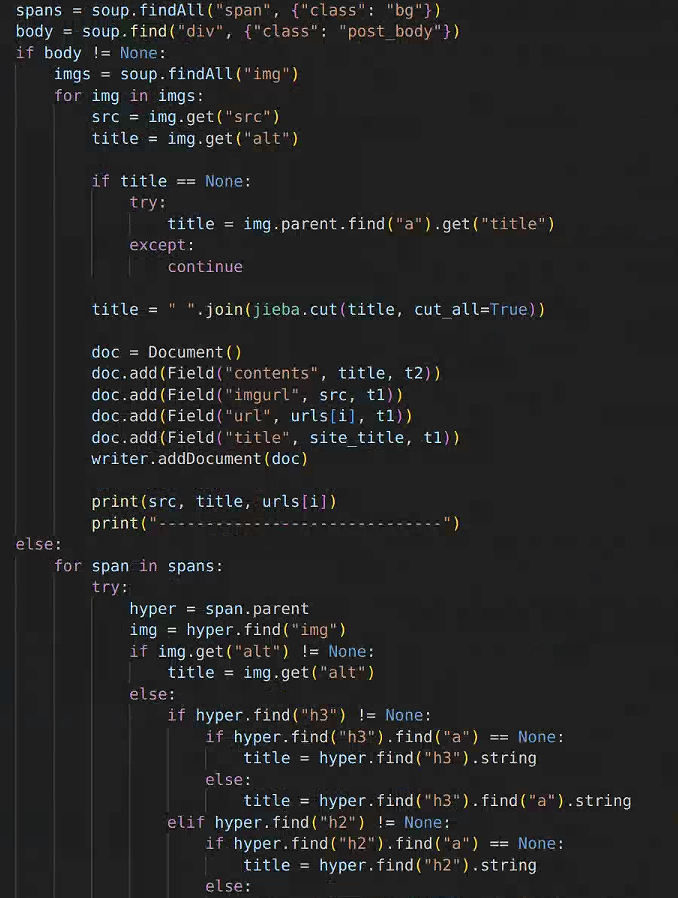 spans = soup.findAll("span", {"class": "bg"})
body = soup.find("div", {"class": "post_body"})
if body != None:
    imgs = soup.findAll("img")
    for img in imgs:
        src = img.get("src")
        title = img.get("alt")

        if title == None:
            try:
                title = img.parent.find("a").get("title")
            except:
                continue

        title = " ".join(jieba.cut(title, cut_all=True))

        doc = Document()
        doc.add(Field("contents", title, t2))
        doc.add(Field("imgurl", src, t1))
        doc.add(Field("url", urls[i], t1))
        doc.add(Field("title", site_title, t1))
        writer.addDocument(doc)

        print(src, title, urls[i])
        print("------------------------------")
else:
    for span in spans:
        try:
            hyper = span.parent
            img = hyper.find("img")
            if img.get("alt") != None:
                title = img.get("alt")
            else:
                if hyper.find("h3") != None:
                    if hyper.find("h3").find("a") == None:
                        title = hyper.find("h3").string
                    else:
                        title = hyper.find("h3").find("a").string
                elif hyper.find("h2") != None:
                    if hyper.find("h2").find("a") == None:
                        title = hyper.find("h2").string
                    else: